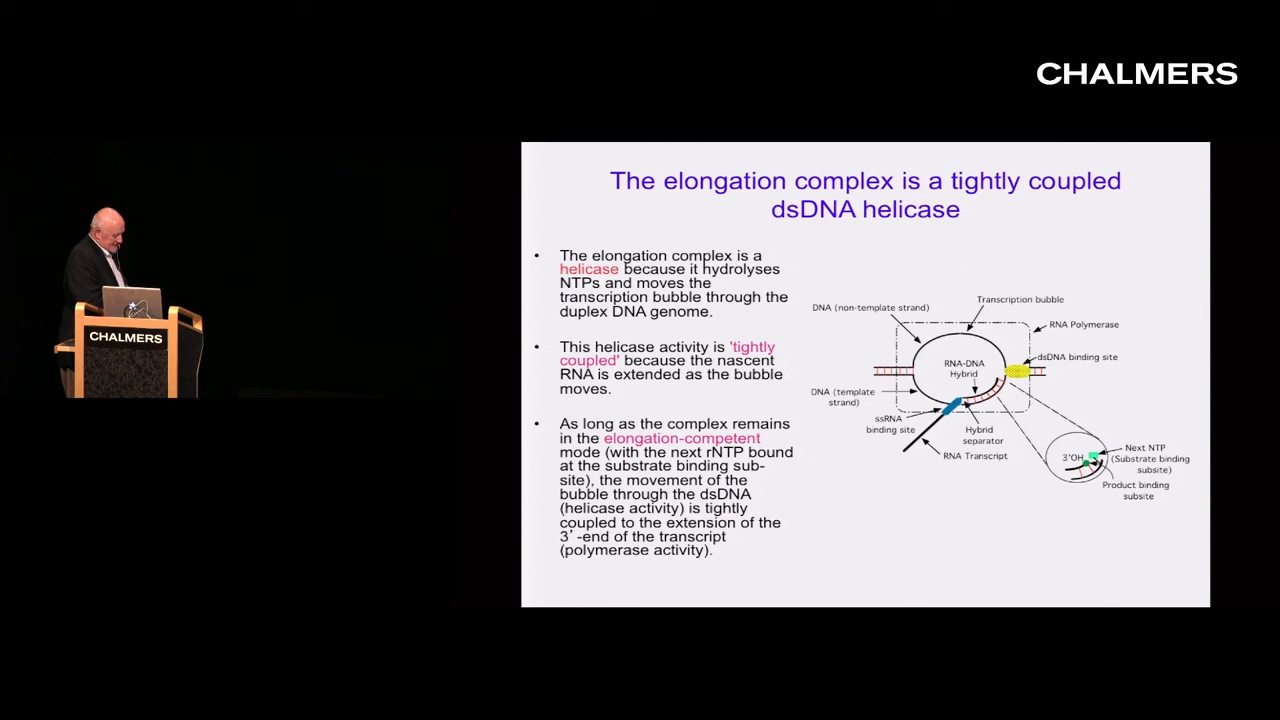 CHALMERS
CHALMERS
The elongation complex is a tightly coupled
dsDNA helicase
• The elongation complex is a
helicase because it hydrolyses
NTPs and moves the
transcription bubble through the
duplex DNA genome.
• This helicase activity is 'tightly
coupled' because the nascent
RNA is extended as the bubble
moves.
• As long as the complex remains
in the elongation-competent
mode (with the next rNTP bound
at the substrate binding sub-
site), the movement of the
bubble through the dsDNA
(helicase activity) is tightly
coupled to the extension of the
3’-end of the transcript
(polymerase activity).
DNA (non-template strand)
Transcription bubble
RNA Polymerase
dsDNA binding site
RNA-DNA
Hybrid
DNA (template
strand)
ssRNA
binding site
Hybrid
separator
RNA Transcript
3'OH
Next NTP
(Substrate binding
subsite)
Product binding
subsite